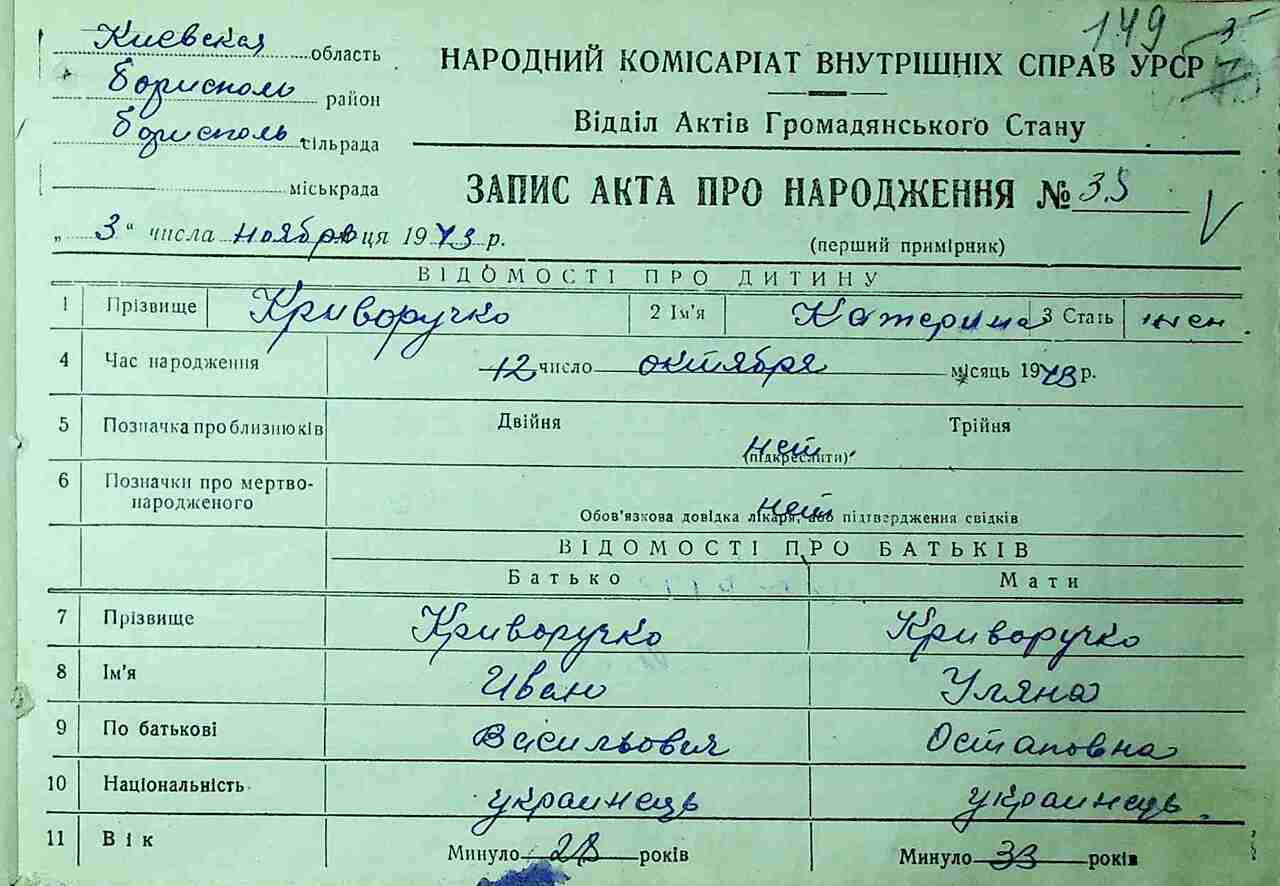 149
Киевская область
Борисполь район
Борисполь сільрада
міськрада
НАРОДНИЙ КОМІСАРІАТ ВНУТРІШНІХ СПРАВ УРСР
Відділ Актів Громадянського Стану
ЗАПИС АКТА ПРО НАРОДЖЕННЯ № 35
„ 3 “ числа ноября ця 1943 р.
(перший примірник)
ВІДОМОСТІ ПРО ДИТИНУ
1 Прізвище Криворучко 2 Ім'я Катерина 3 Стать жен.
4 Час народження 12 число октября місяць 1943 р.
5 Позначка про близнюків Двійня Трійня
нет
(підкреслити)
6 Позначки про мертво-
народженого нет
Обов'язкова довідка лікаря, або підтвердження свідків
ВІДОМОСТІ ПРО БАТЬКІВ
Батько Мати
7 Прізвище Криворучко Криворучко
8 Ім'я Иван Уляна
9 По батькові Васильович Остаповна
10 Національність украинець украинець
11 Вік Минуло 28 років Минуло 33 років